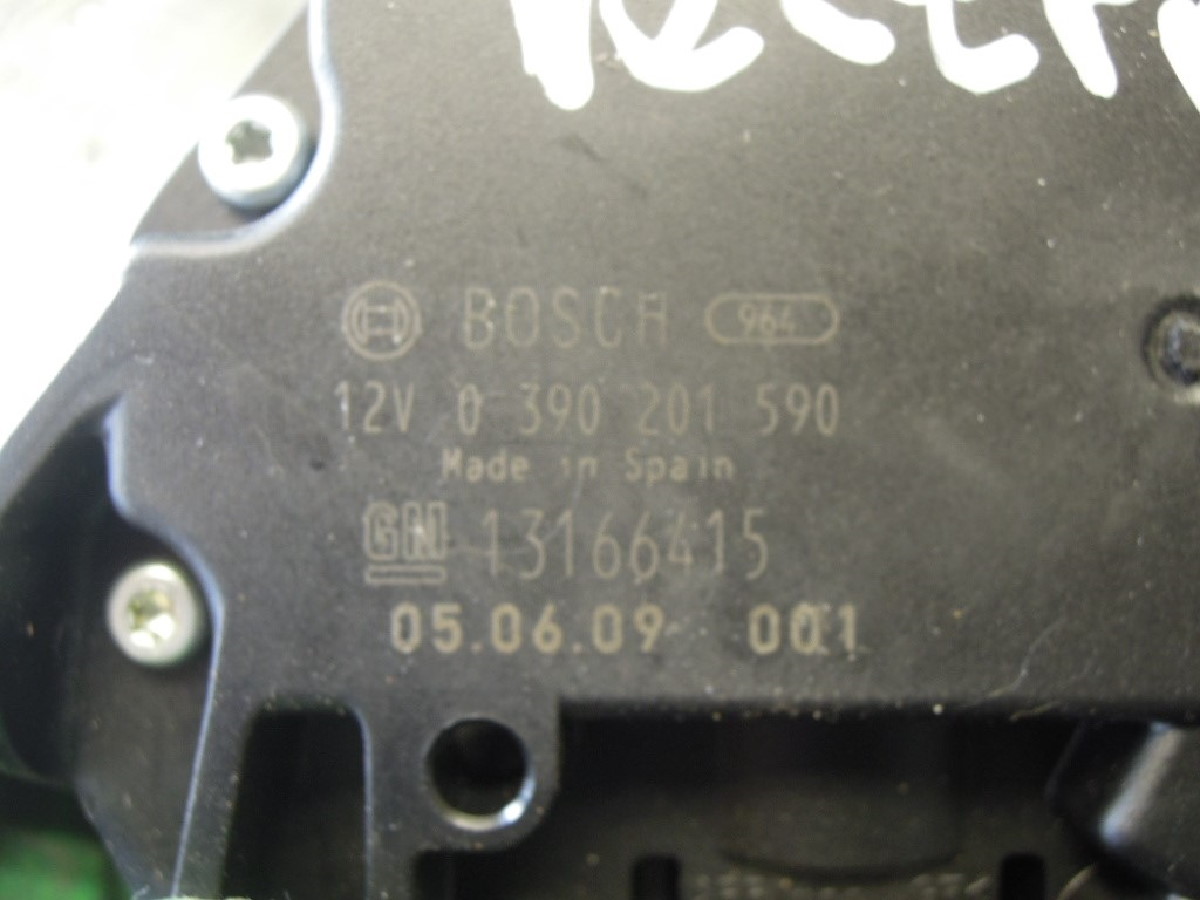 BOSCH 964
12V 0 390 201 590
Made in Spain
GM 13166415
05.06.09 001